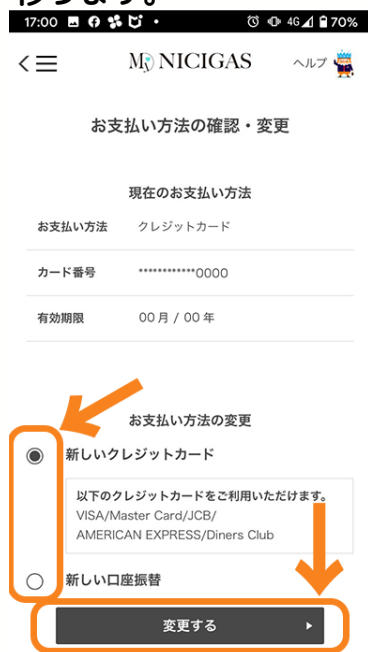 移ります。
17:00 4G 70%
My NICIGAS ヘルプ
お支払い方法の確認・変更
現在のお支払い方法
お支払い方法 クレジットカード
カード番号 ************0000
有効期限 00月 / 00年
お支払い方法の変更
新しいクレジットカード
以下のクレジットカードをご利用いただけます。
VISA/Master Card/JCB/
AMERICAN EXPRESS/Diners Club
新しい口座振替
変更する